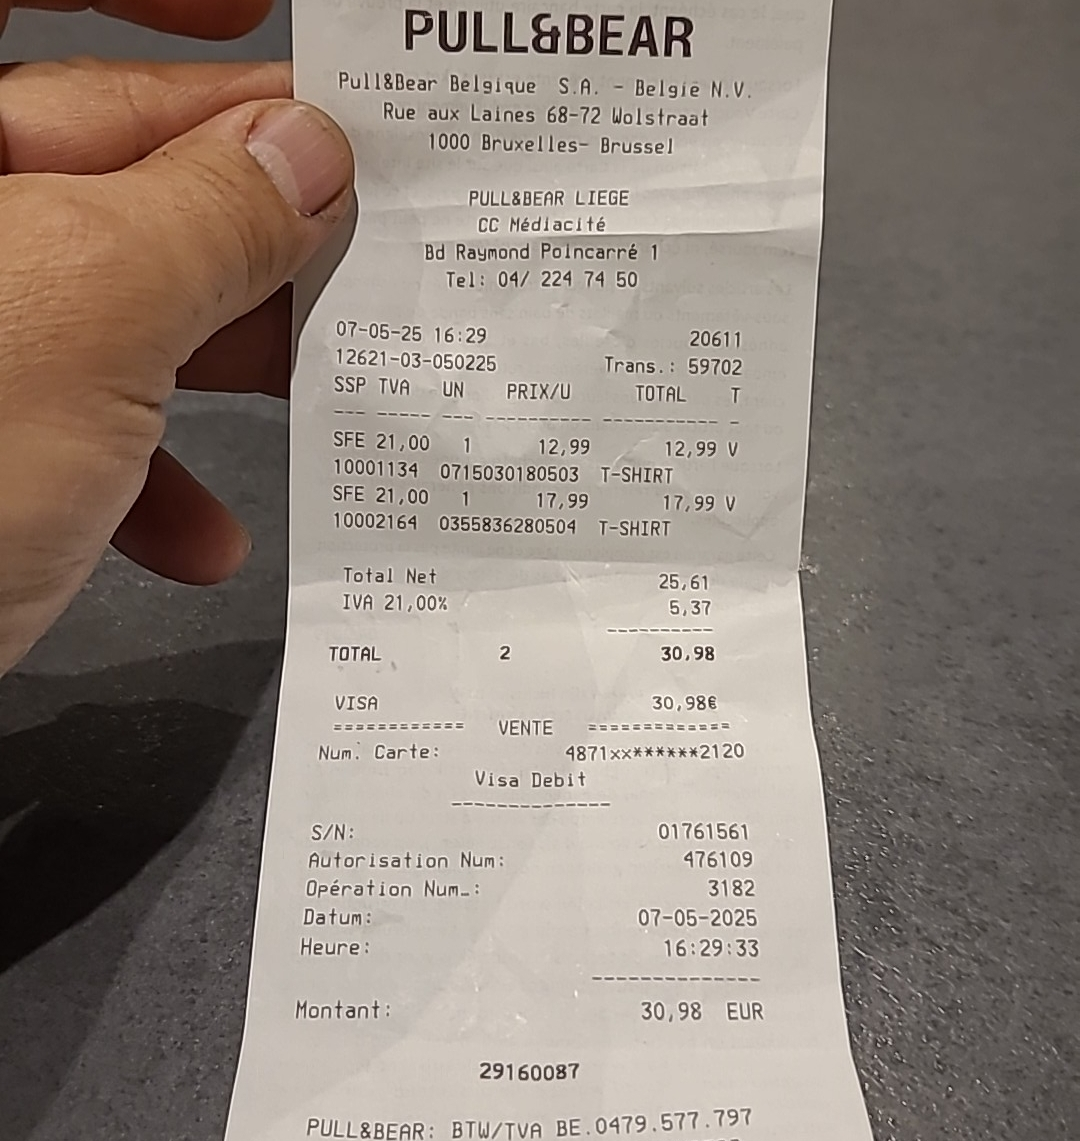 PULL&BEAR
Pull&Bear Belgique S.A. - België N.V.
Rue aux Laines 68-72 Wolstraat
1000 Bruxelles- Brussel
PULL&BEAR LIEGE
CC Médiacité
Bd Raymond Poincarré 1
Tel: 04/ 224 74 50
07-05-25 16:29 20611
12621-03-050225 Trans.: 59702
SSP TVA UN PRIX/U TOTAL T
--- ----- --- ---------- ----------- -
SFE 21,00 1 12,99 12,99 V
10001134 0715030180503 T-SHIRT
SFE 21,00 1 17,99 17,99 V
10002164 0355836280504 T-SHIRT
Total Net 25,61
IVA 21,00% 5,37
----------
TOTAL 2 30,98
VISA 30,98€
============ VENTE =============
Num. Carte: 4871xx******2120
Visa Debit
--------------
S/N: 01761561
Autorisation Num: 476109
Opération Num_: 3182
Datum: 07-05-2025
Heure: 16:29:33
--------------
Montant: 30,98 EUR
29160087
PULL&BEAR: BTW/TVA BE.0479.577.797